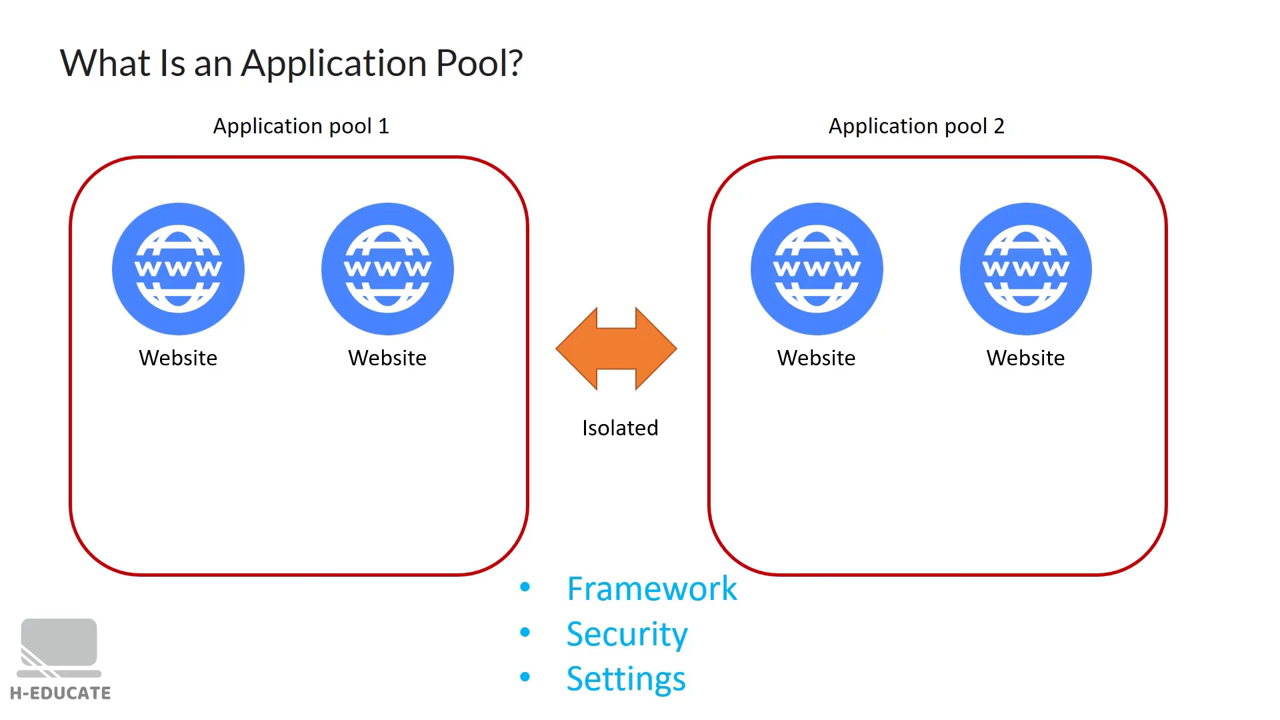 What Is an Application Pool?
Application pool 1
Application pool 2
www
www
www
www
Website
Website
Website
Website
Isolated
• Framework
• Security
• Settings
H-EDUCATE